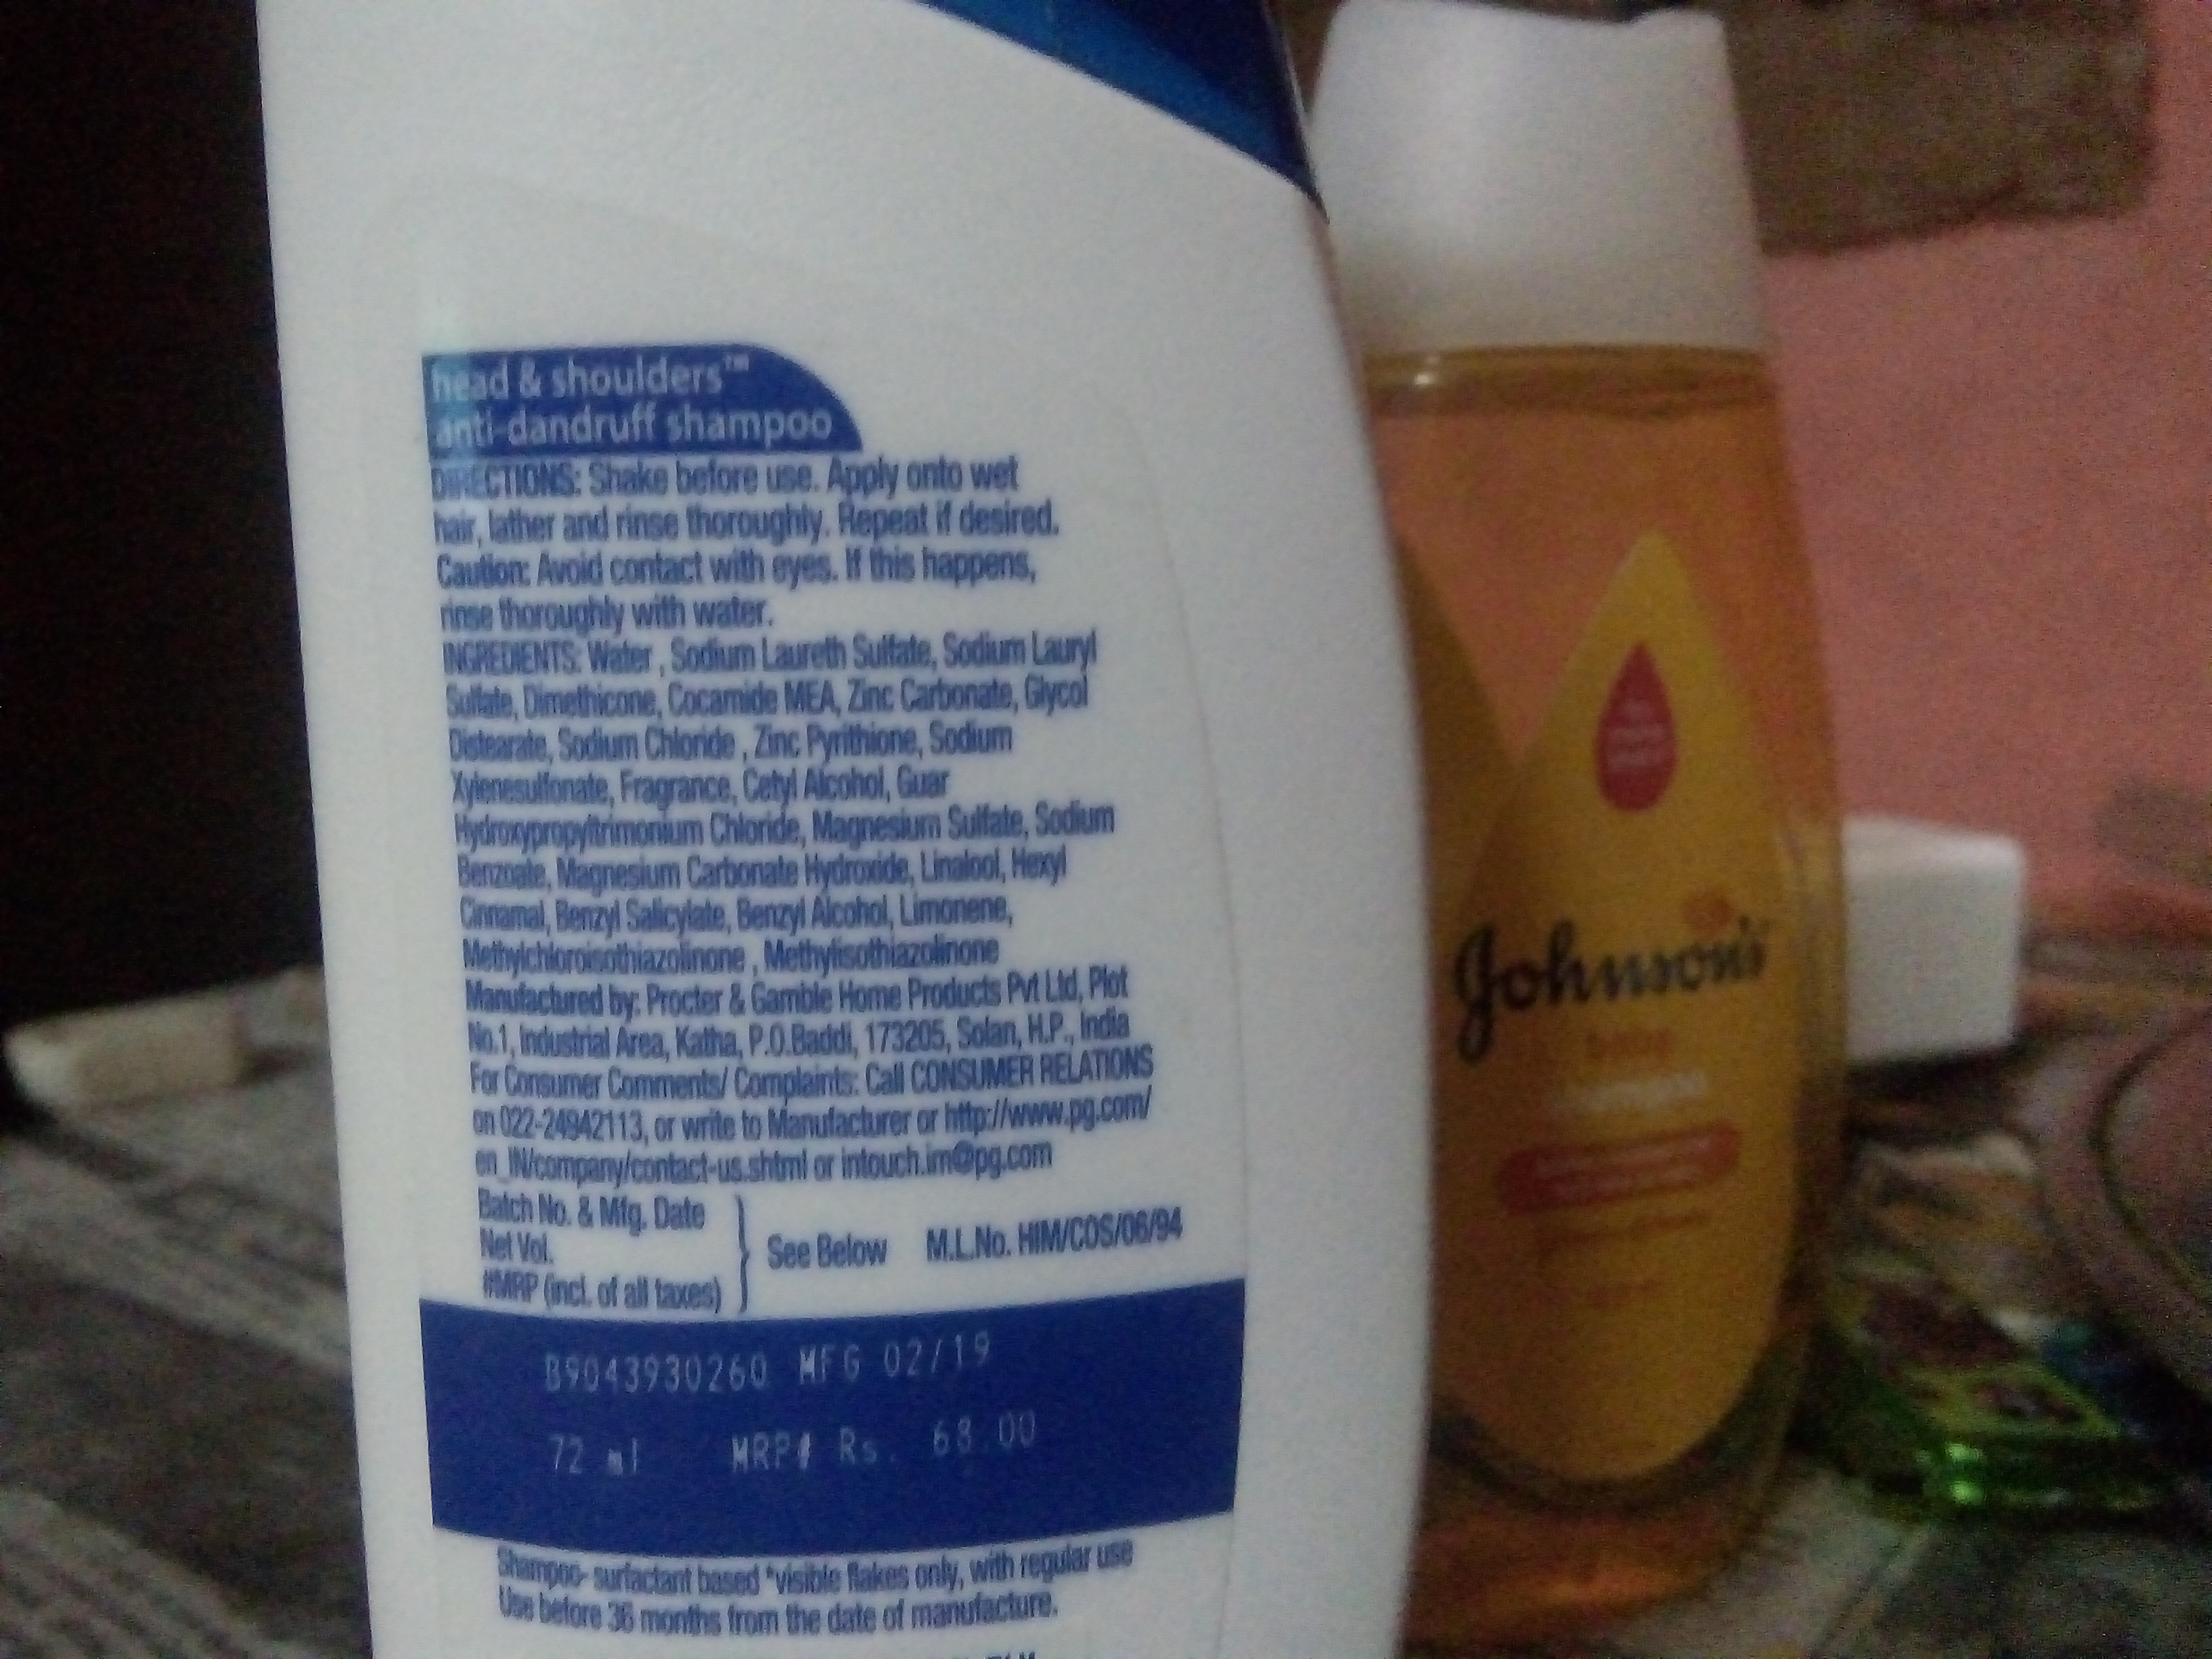 head & shoulders™
anti-dandruff shampoo
DIRECTIONS: Shake before use. Apply onto wet
hair, lather and rinse thoroughly. Repeat if desired.
Caution: Avoid contact with eyes. If this happens,
rinse thoroughly with water.
INGREDIENTS: Water , Sodium Laureth Sulfate, Sodium Lauryl
Sulfate, Dimethicone, Cocamide MEA, Zinc Carbonate, Glycol
Distearate, Sodium Chloride , Zinc Pyrithione, Sodium
Xylenesulfonate, Fragrance, Cetyl Alcohol, Guar
Hydroxypropyltrimonium Chloride, Magnesium Sulfate, Sodium
Benzoate, Magnesium Carbonate Hydroxide, Linalool, Hexyl
Cinnamal, Benzyl Salicylate, Benzyl Alcohol, Limonene,
Methylchloroisothiazolinone , Methylisothiazolinone
Manufactured by: Procter & Gamble Home Products Pvt Ltd, Plot
No.1, Industrial Area, Katha, P.O.Baddi, 173205, Solan, H.P., India
For Consumer Comments/ Complaints: Call CONSUMER RELATIONS
on 022-24942113, or write to Manufacturer or http://www.pg.com/
en_IN/company/contact-us.shtml or intouch.im@pg.com
Batch No. & Mfg. Date
Net Vol.
#MRP (incl. of all taxes)
See Below M.L.No. HIM/COS/06/94
B9043930260 MFG 02/19
72 ml MRP# Rs. 68.00
Shampoo- surfactant based *visible flakes only, with regular use
Use before 36 months from the date of manufacture.
Johnson's
baby
shampoo